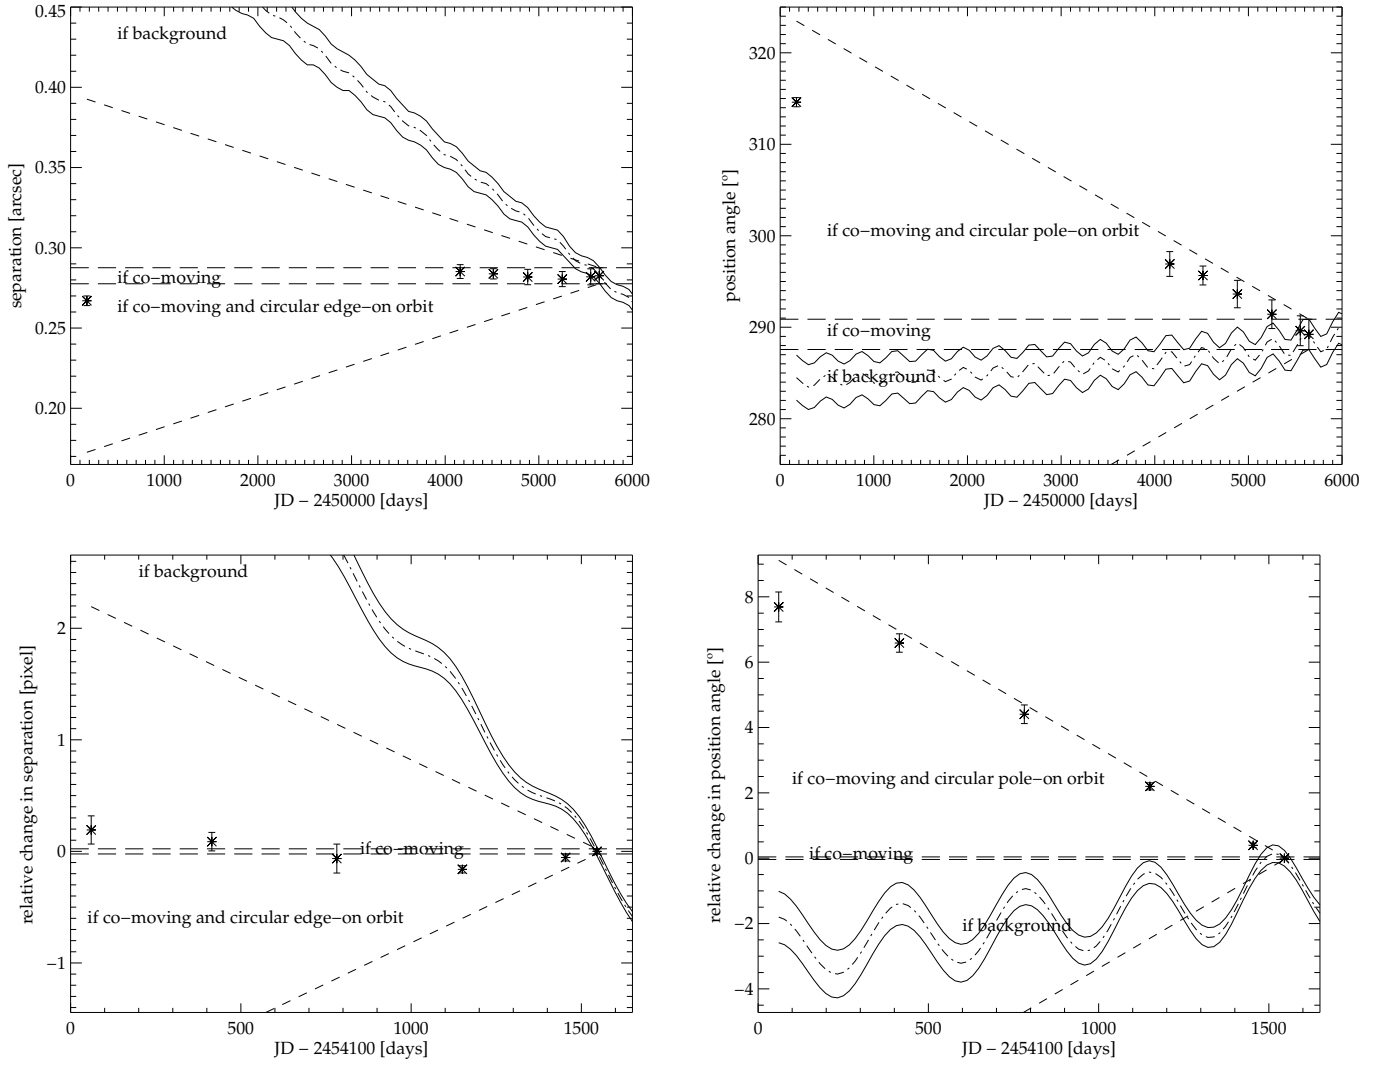 0.45
if background
0.40
0.35
0.30
if co−moving
if co−moving and circular edge−on orbit
0.25
0.20
separation [arcsec]
0 1000 2000 3000 4000 5000 6000
JD − 2450000 [days]
320
310
if co−moving and circular pole−on orbit
300
290
if co−moving
if background
280
position angle [°]
0 1000 2000 3000 4000 5000 6000
JD − 2450000 [days]
if background
2
1
0
if co−moving
if co−moving and circular edge−on orbit
−1
relative change in separation [pixel]
0 500 1000 1500
JD − 2454100 [days]
8
6
4
if co−moving and circular pole−on orbit
2
if co−moving
0
if background
−2
−4
relative change in position angle [°]
0 500 1000 1500
JD − 2454100 [days]